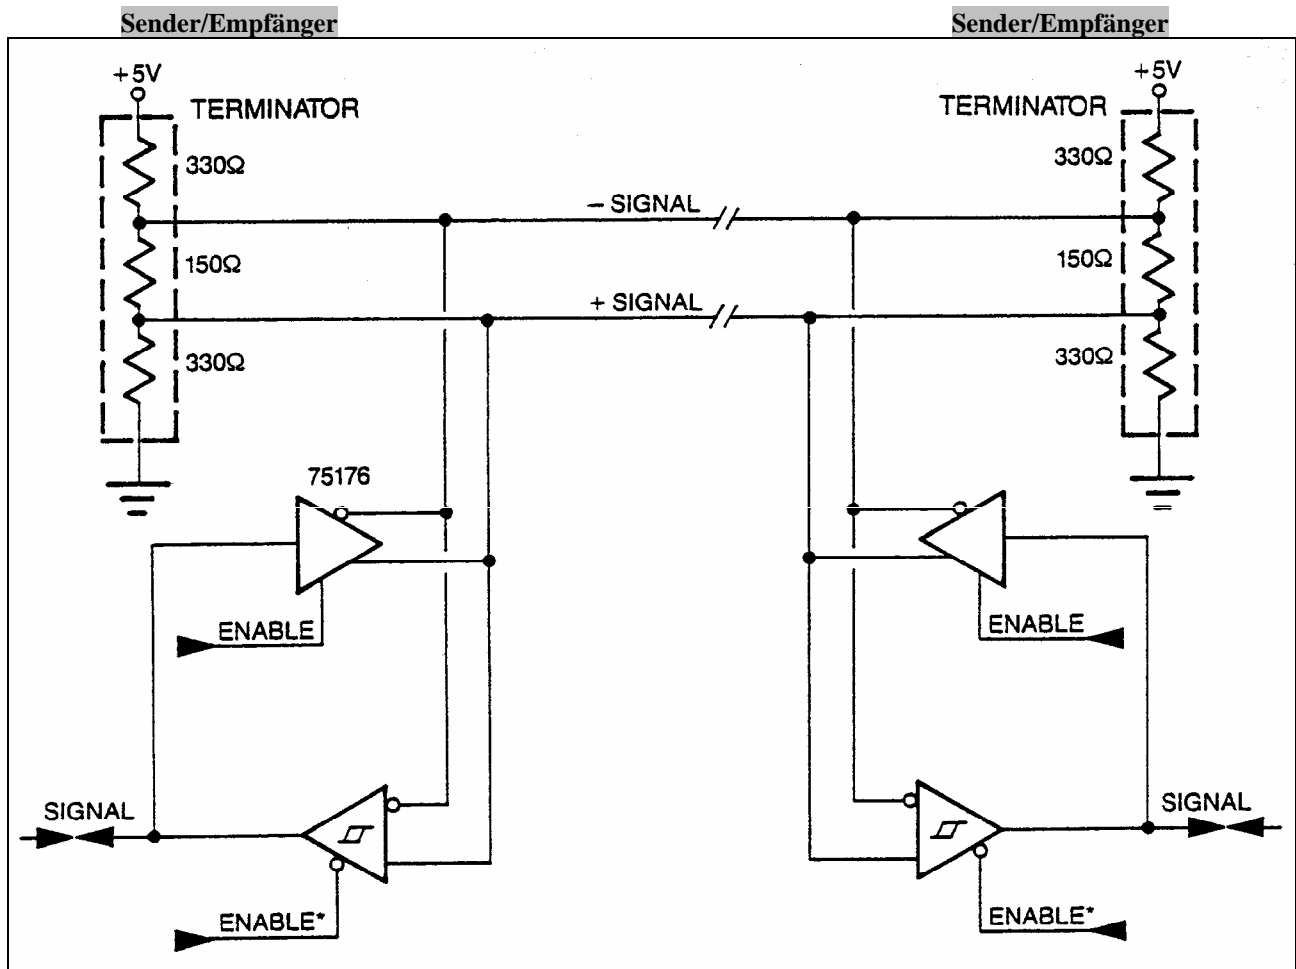 Sender/Empfänger
Sender/Empfänger
+5V
+5V
TERMINATOR
TERMINATOR
330Ω
330Ω
− SIGNAL
150Ω
150Ω
+ SIGNAL
330Ω
330Ω
75176
ENABLE
ENABLE
SIGNAL
SIGNAL
ENABLE*
ENABLE*